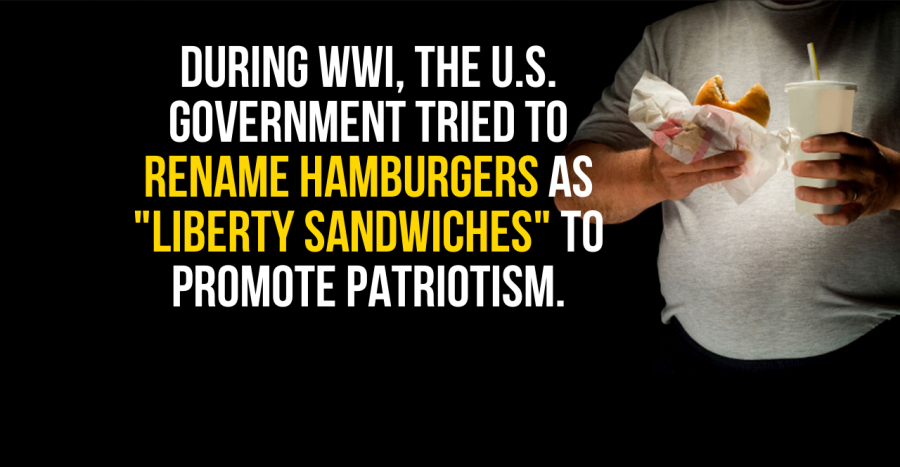 DURING WWI, THE U.S.
GOVERNMENT TRIED TO
RENAME HAMBURGERS AS
"LIBERTY SANDWICHES" TO
PROMOTE PATRIOTISM.